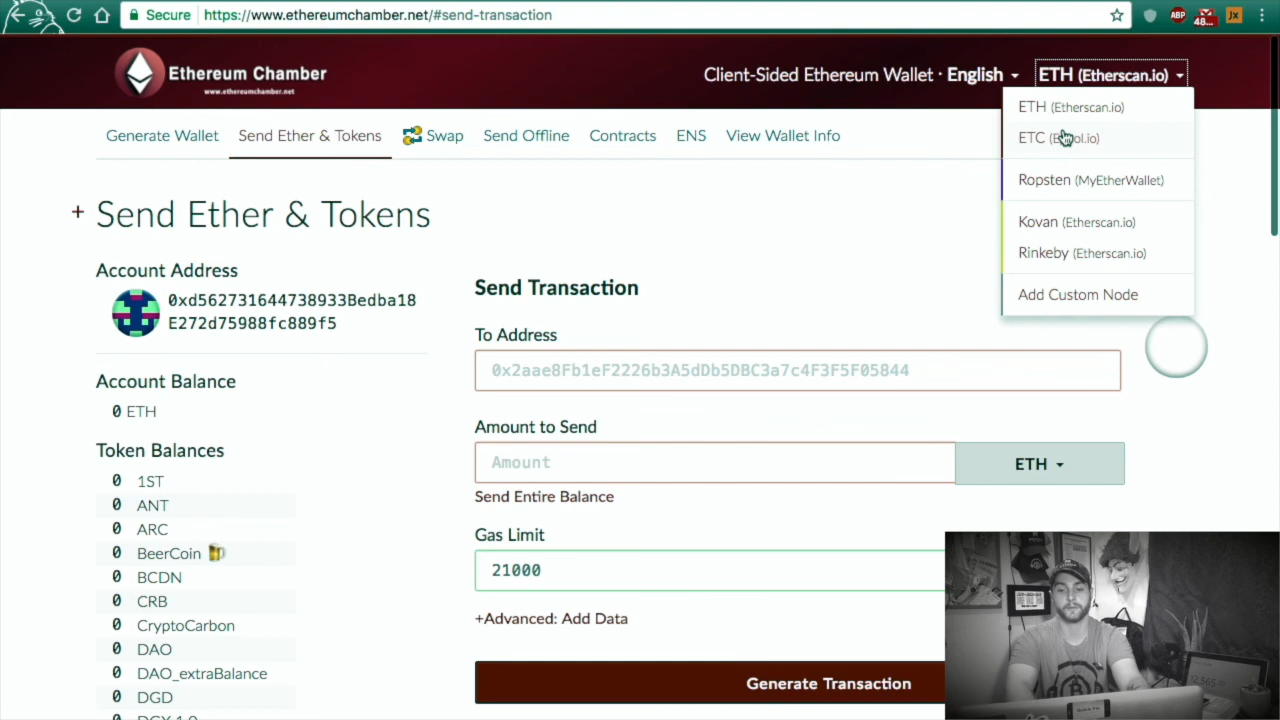 Secure
https://www.ethereumchamber.net/#send-transaction
ABP
48...
JX
Ethereum Chamber
www.ethereumchamber.net
Client-Sided Ethereum Wallet · English
ETH (Etherscan.io)
ETH (Etherscan.io)
ETC
Ropsten (MyEtherWallet)
Kovan (Etherscan.io)
Rinkeby (Etherscan.io)
Add Custom Node
Generate Wallet
Send Ether & Tokens
Swap
Send Offline
Contracts
ENS
View Wallet Info
+ Send Ether & Tokens
Account Address
0xd562731644738933Bedba18
E272d75988fc889f5
Account Balance
0 ETH
Token Balances
0 1ST
0 ANT
0 ARC
0 BeerCoin 🍺
0 BCDN
0 CRB
0 CryptoCarbon
0 DAO
0 DAO_extraBalance
0 DGD
Send Transaction
To Address
0x2aae8Fb1eF2226b3A5dDb5DBC3a7c4F3F5F05844
Amount to Send
Amount
ETH
Send Entire Balance
Gas Limit
21000
+Advanced: Add Data
Generate Transaction